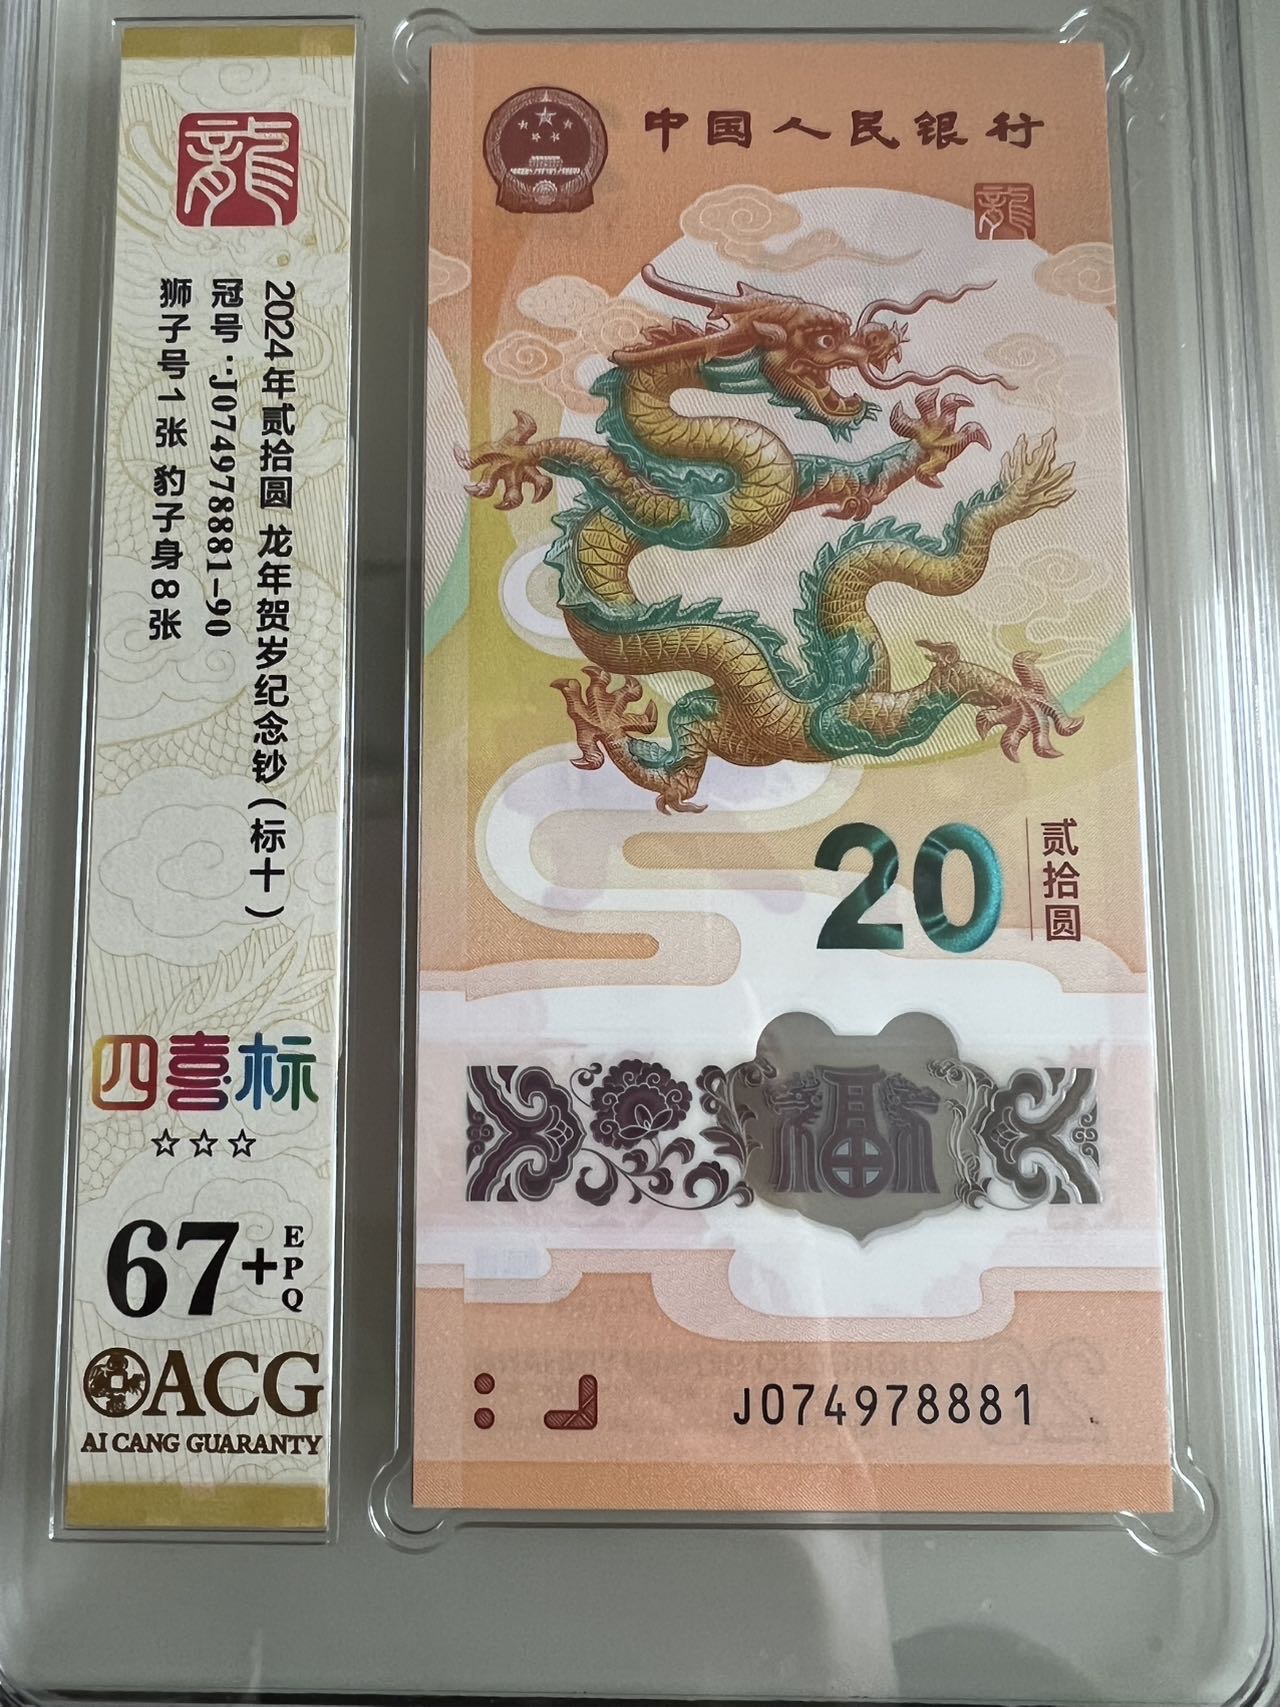 龍
2024年贰拾圆 龙年贺岁纪念钞（标十）
冠号：J074978881-90
狮子号1张 豹子身8张
四喜标
☆☆☆
67+
EPQ
ACG
AI CANG GUARANTY
中国人民银行
龍
20
贰拾圆
福
J074978881